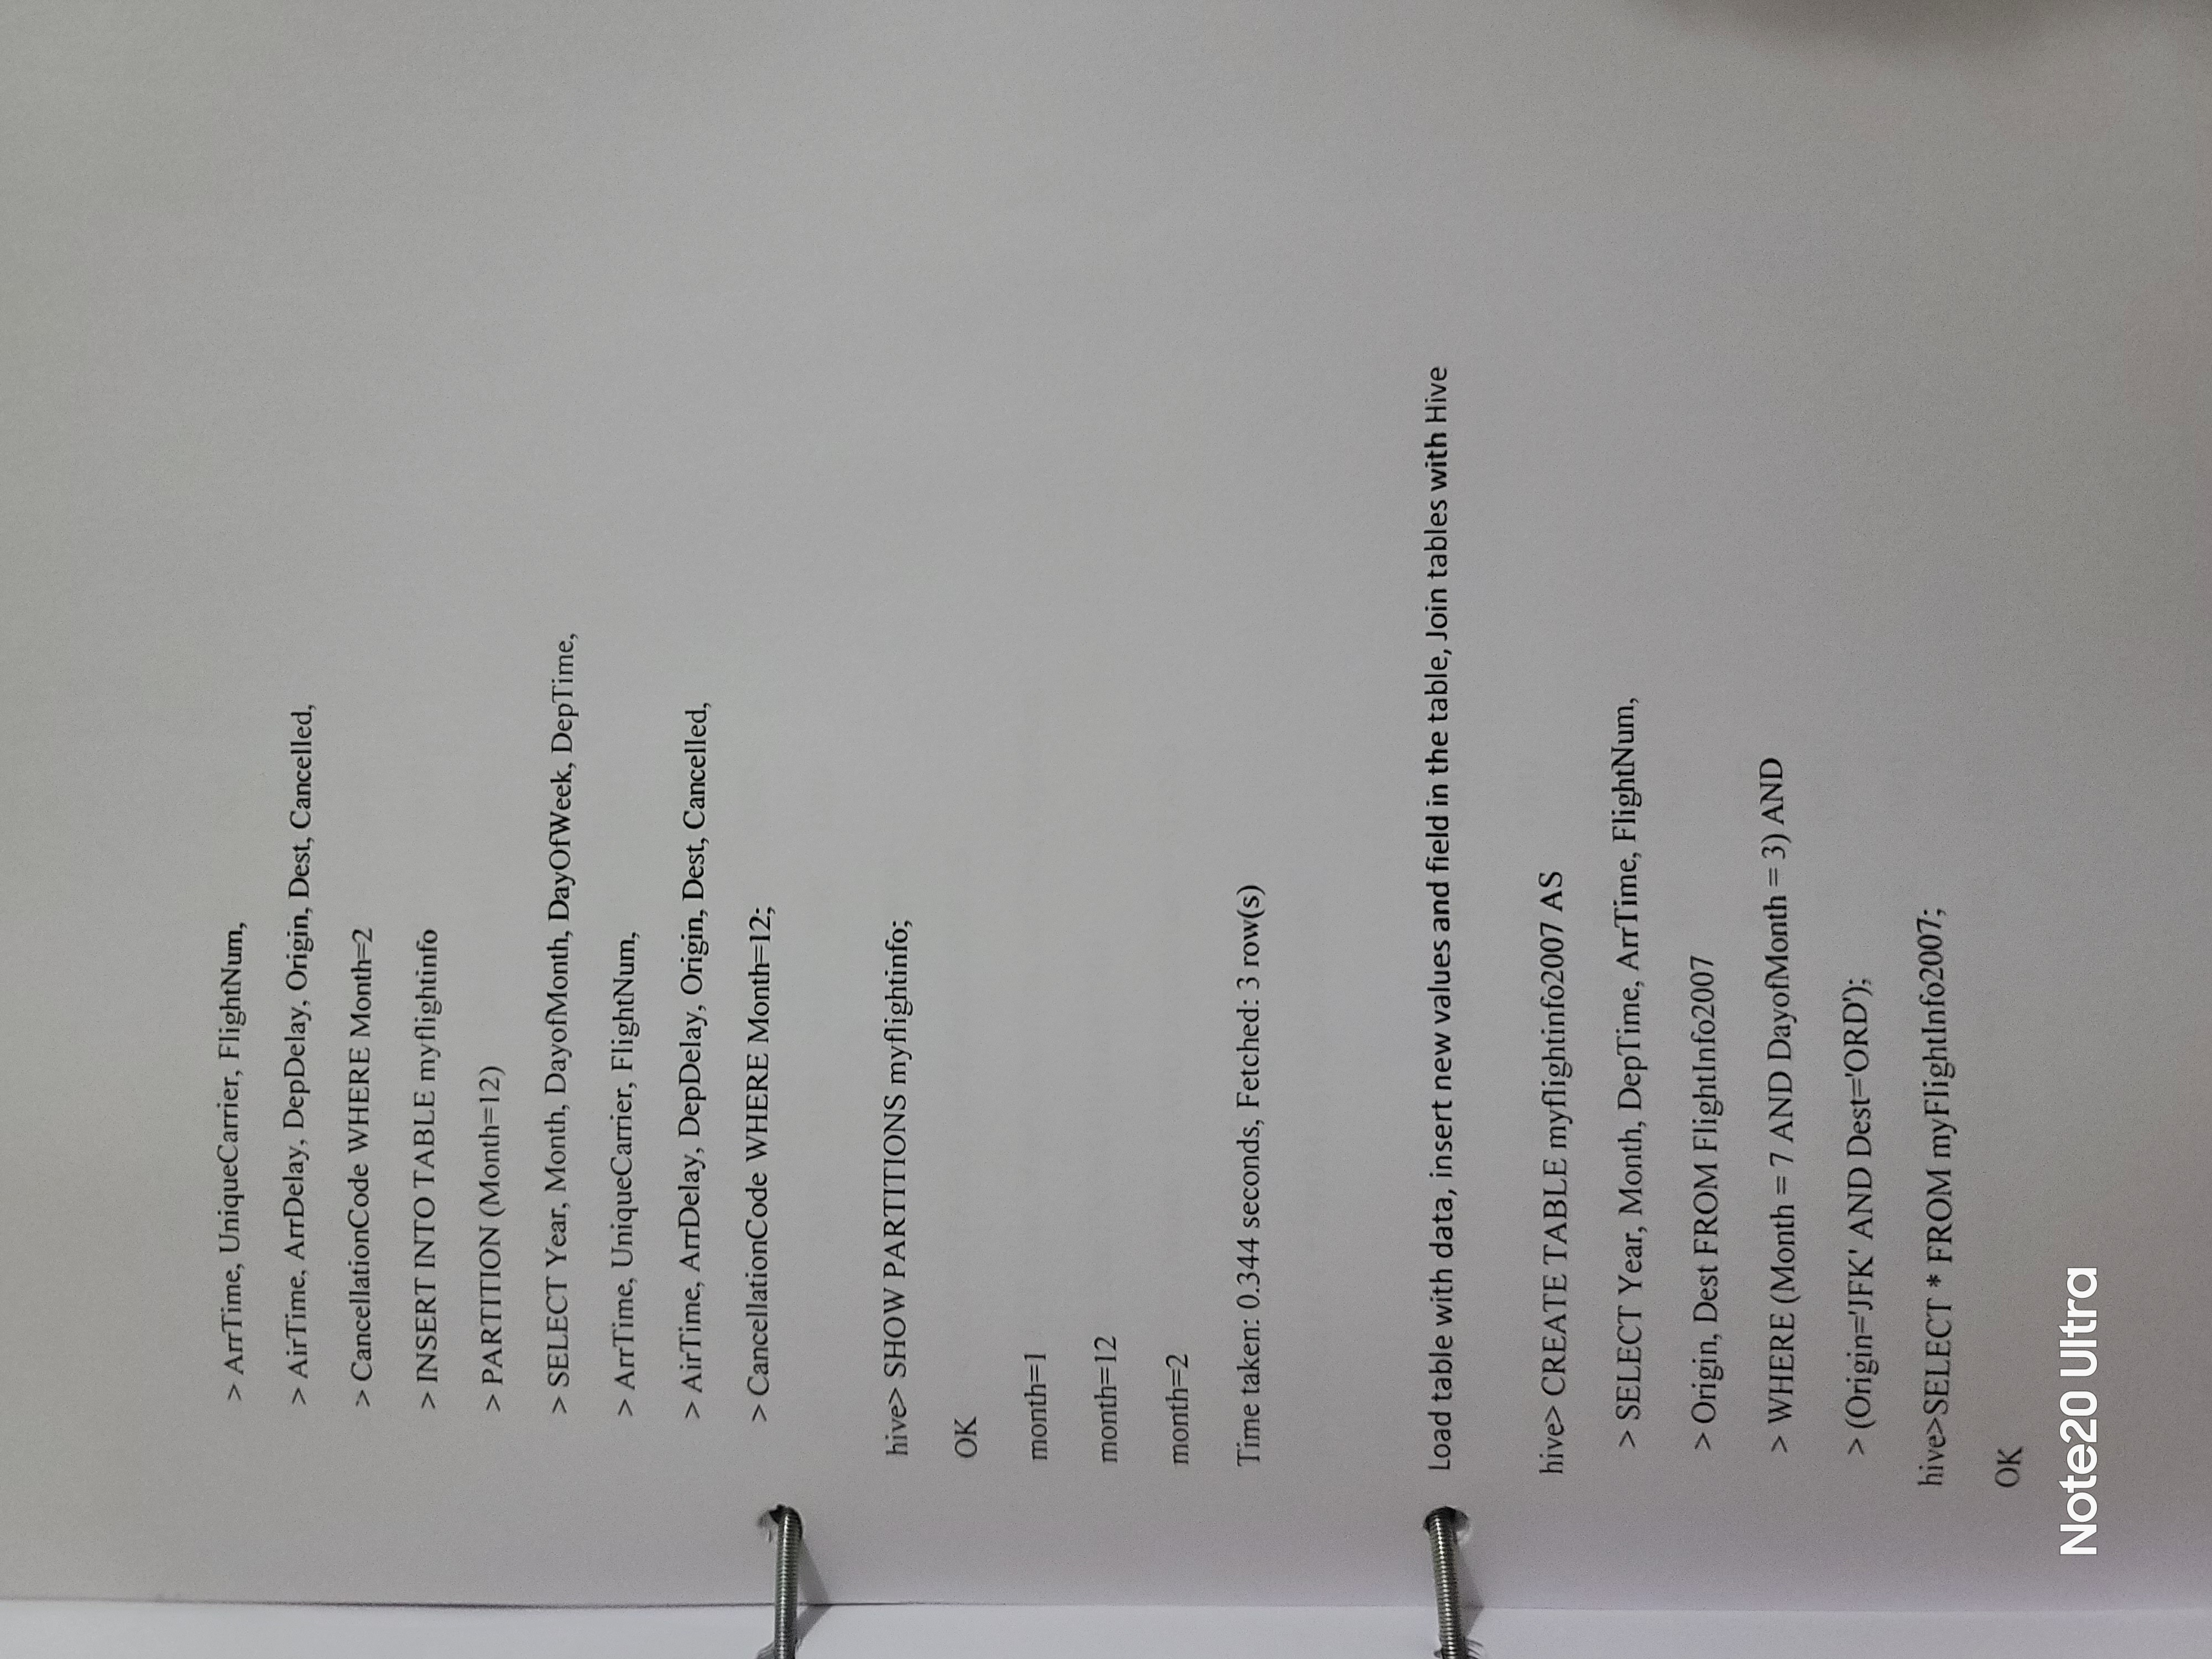 > ArrTime, UniqueCarrier, FlightNum,
> AirTime, ArrDelay, DepDelay, Origin, Dest, Cancelled,
> CancellationCode WHERE Month=2
> INSERT INTO TABLE myflightinfo
> PARTITION (Month=12)
> SELECT Year, Month, DayofMonth, DayOfWeek, DepTime,
> ArrTime, UniqueCarrier, FlightNum,
> AirTime, ArrDelay, DepDelay, Origin, Dest, Cancelled,
> CancellationCode WHERE Month=12;
hive> SHOW PARTITIONS myflightinfo;
OK
month=1
month=12
month=2
Time taken: 0.344 seconds, Fetched: 3 row(s)
Load table with data, insert new values and field in the table, Join tables with Hive
hive> CREATE TABLE myflightinfo2007 AS
> SELECT Year, Month, DepTime, ArrTime, FlightNum,
> Origin, Dest FROM FlightInfo2007
> WHERE (Month = 7 AND DayofMonth = 3) AND
> (Origin='JFK' AND Dest='ORD');
hive>SELECT * FROM myFlightInfo2007;
OK
Note20 Ultra